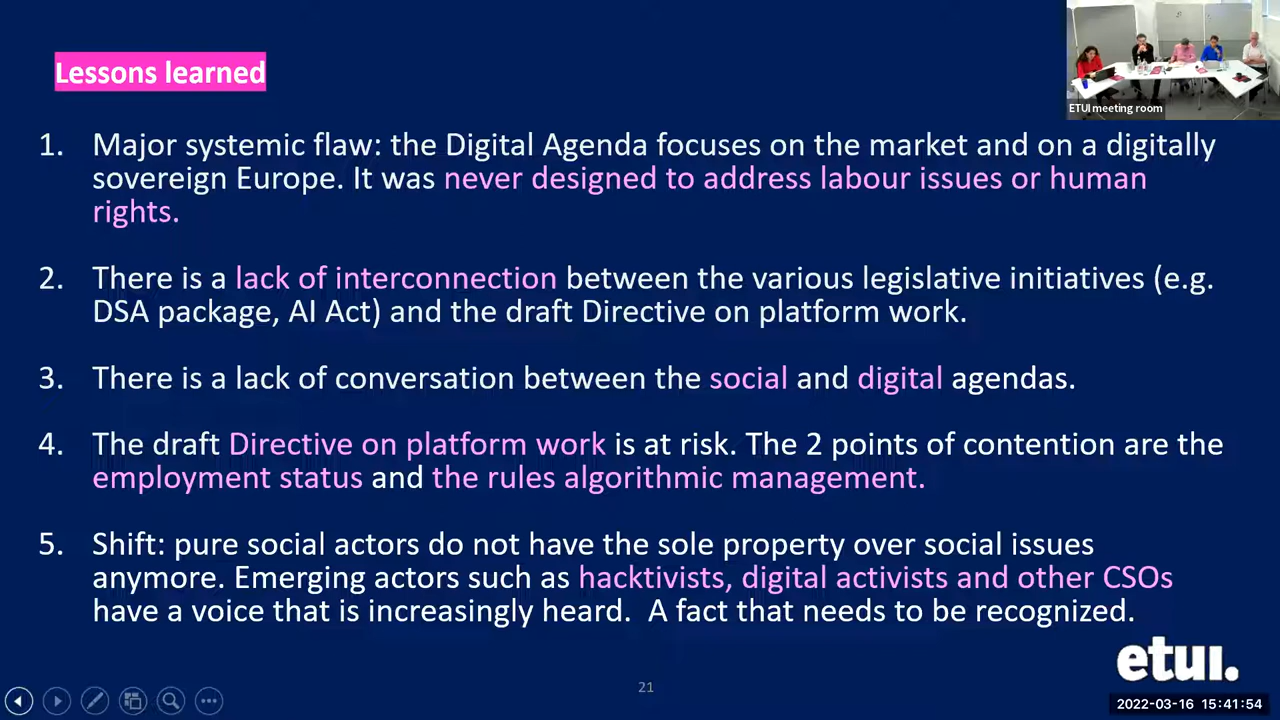 Lessons learned
ETUI meeting room
1. Major systemic flaw: the Digital Agenda focuses on the market and on a digitally
sovereign Europe. It was never designed to address labour issues or human
rights.
2. There is a lack of interconnection between the various legislative initiatives (e.g.
DSA package, AI Act) and the draft Directive on platform work.
3. There is a lack of conversation between the social and digital agendas.
4. The draft Directive on platform work is at risk. The 2 points of contention are the
employment status and the rules algorithmic management.
5. Shift: pure social actors do not have the sole property over social issues
anymore. Emerging actors such as hacktivists, digital activists and other CSOs
have a voice that is increasingly heard. A fact that needs to be recognized.
etui.
21
2022-03-16 15:41:54